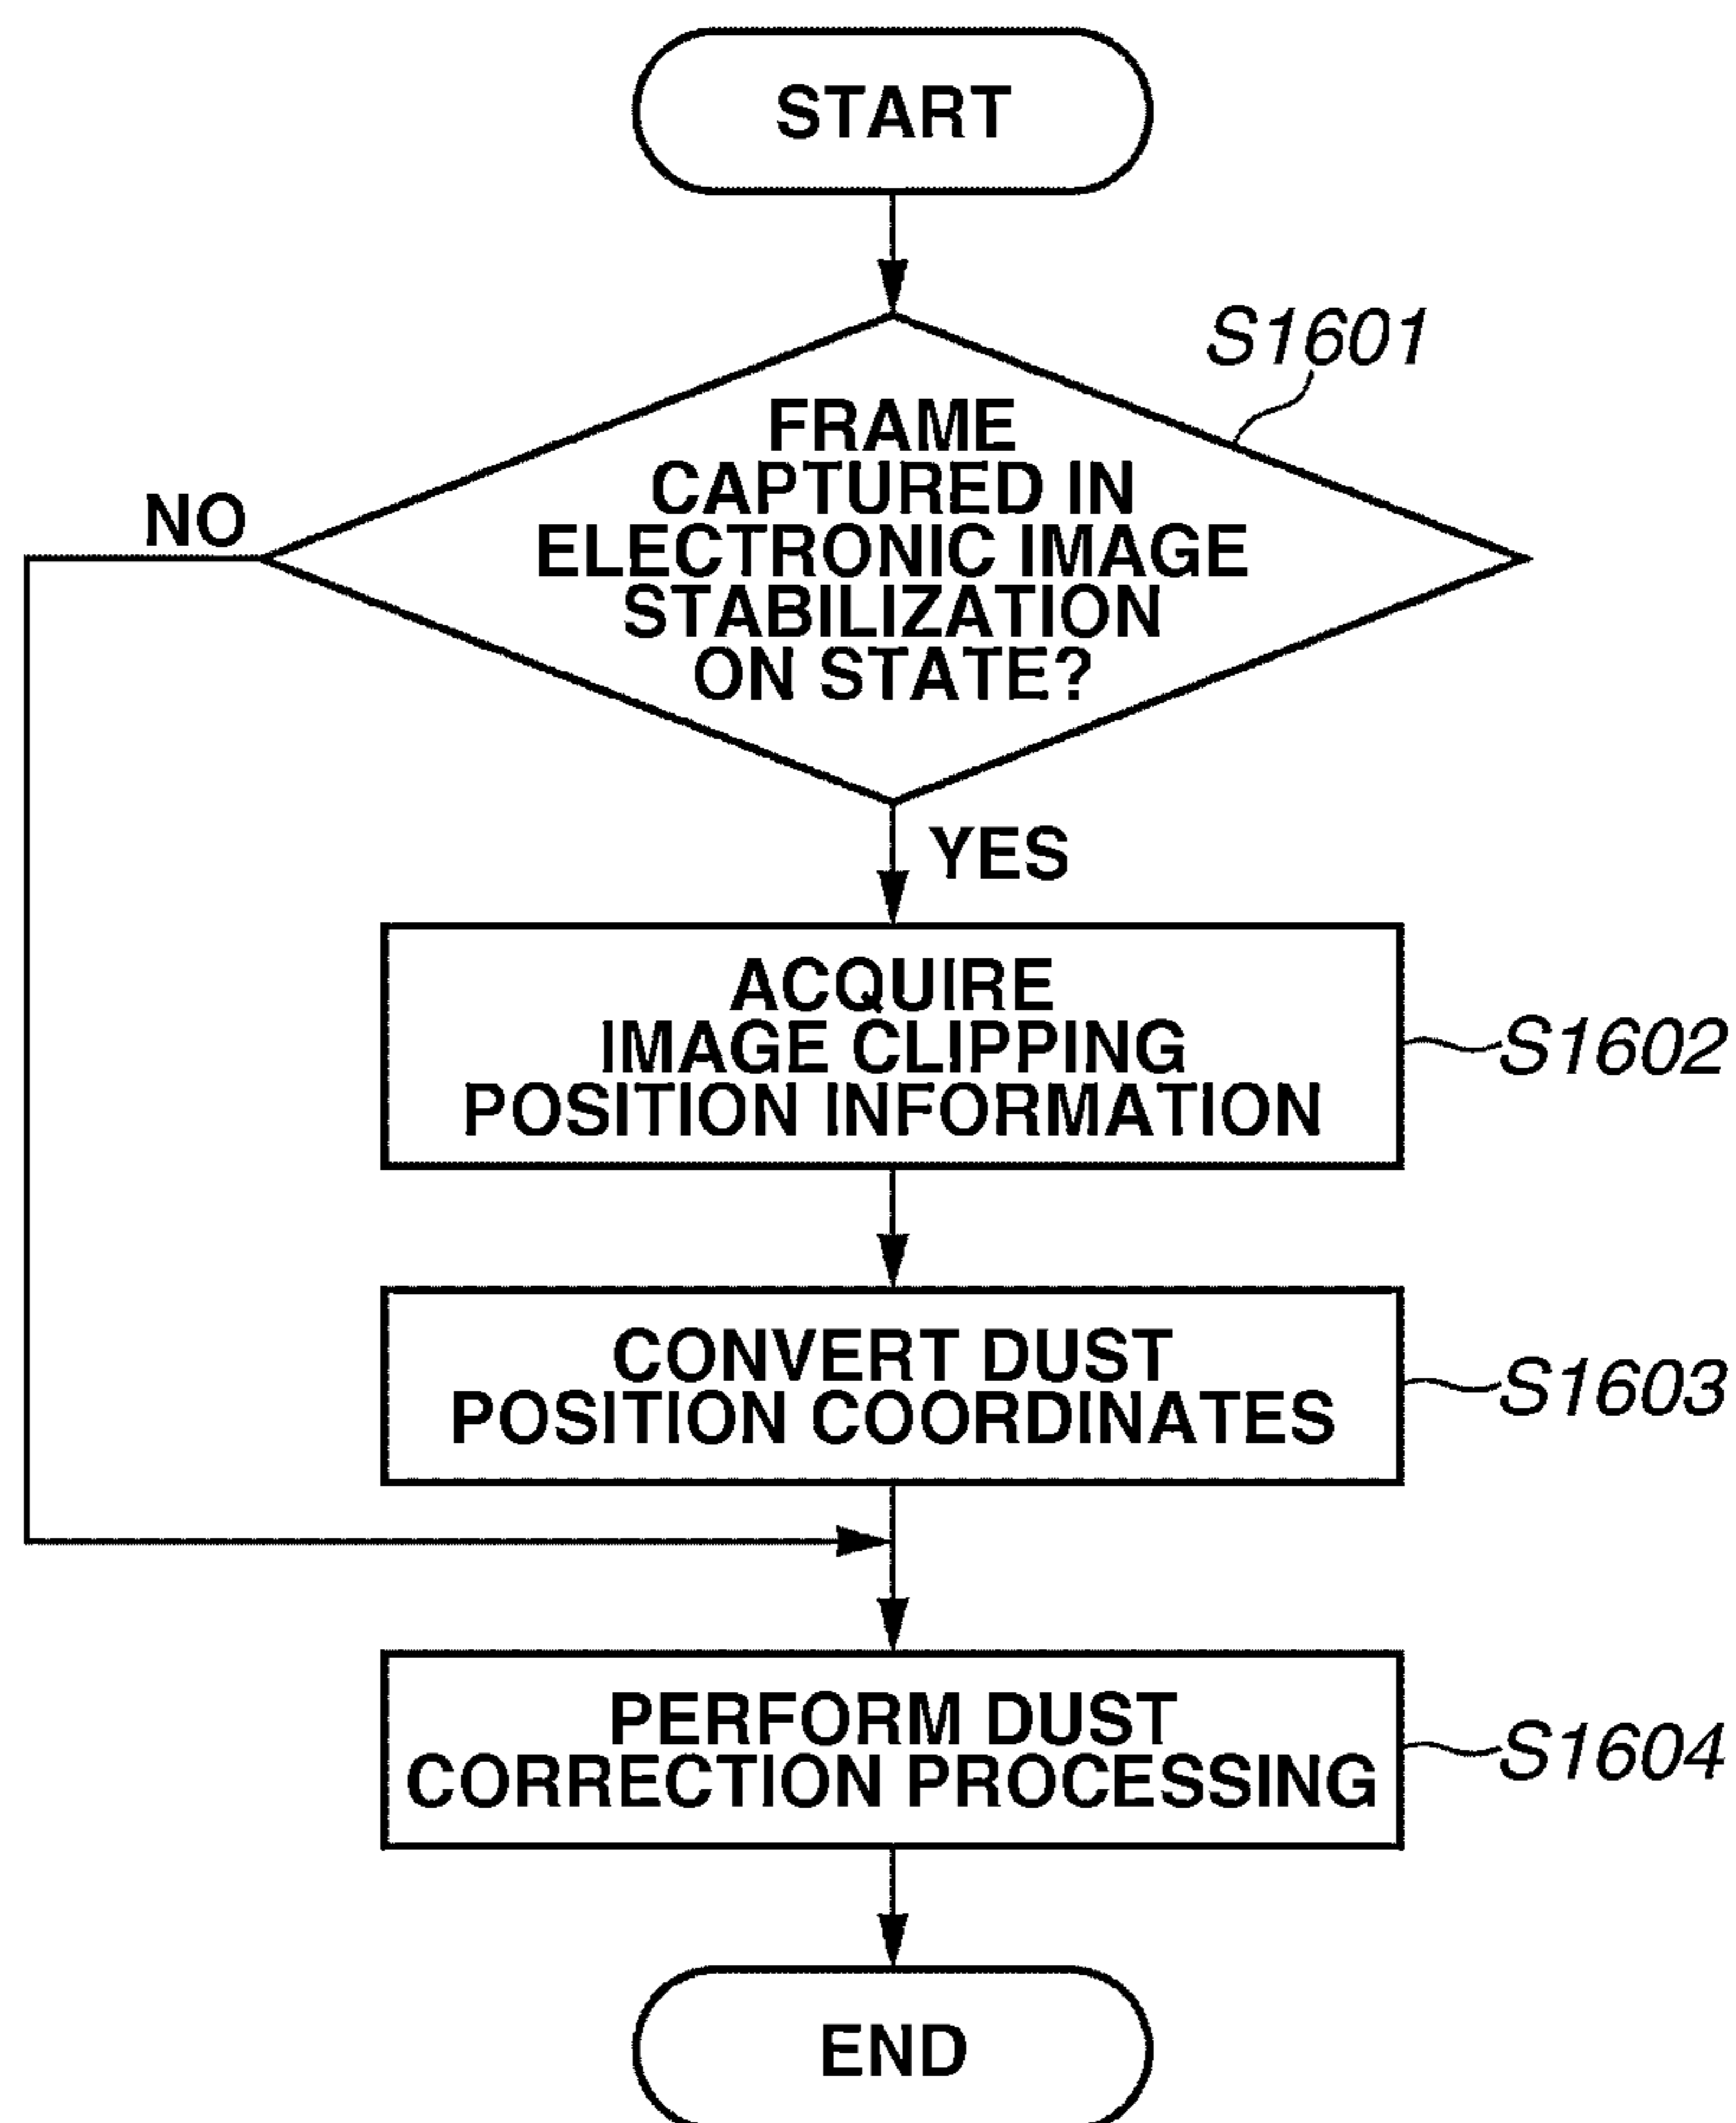 START
S1601
FRAME
CAPTURED IN
ELECTRONIC IMAGE
STABILIZATION
ON STATE?
NO
YES
ACQUIRE
IMAGE CLIPPING
POSITION INFORMATION
S1602
CONVERT DUST
POSITION COORDINATES
S1603
PERFORM DUST
CORRECTION PROCESSING
S1604
END